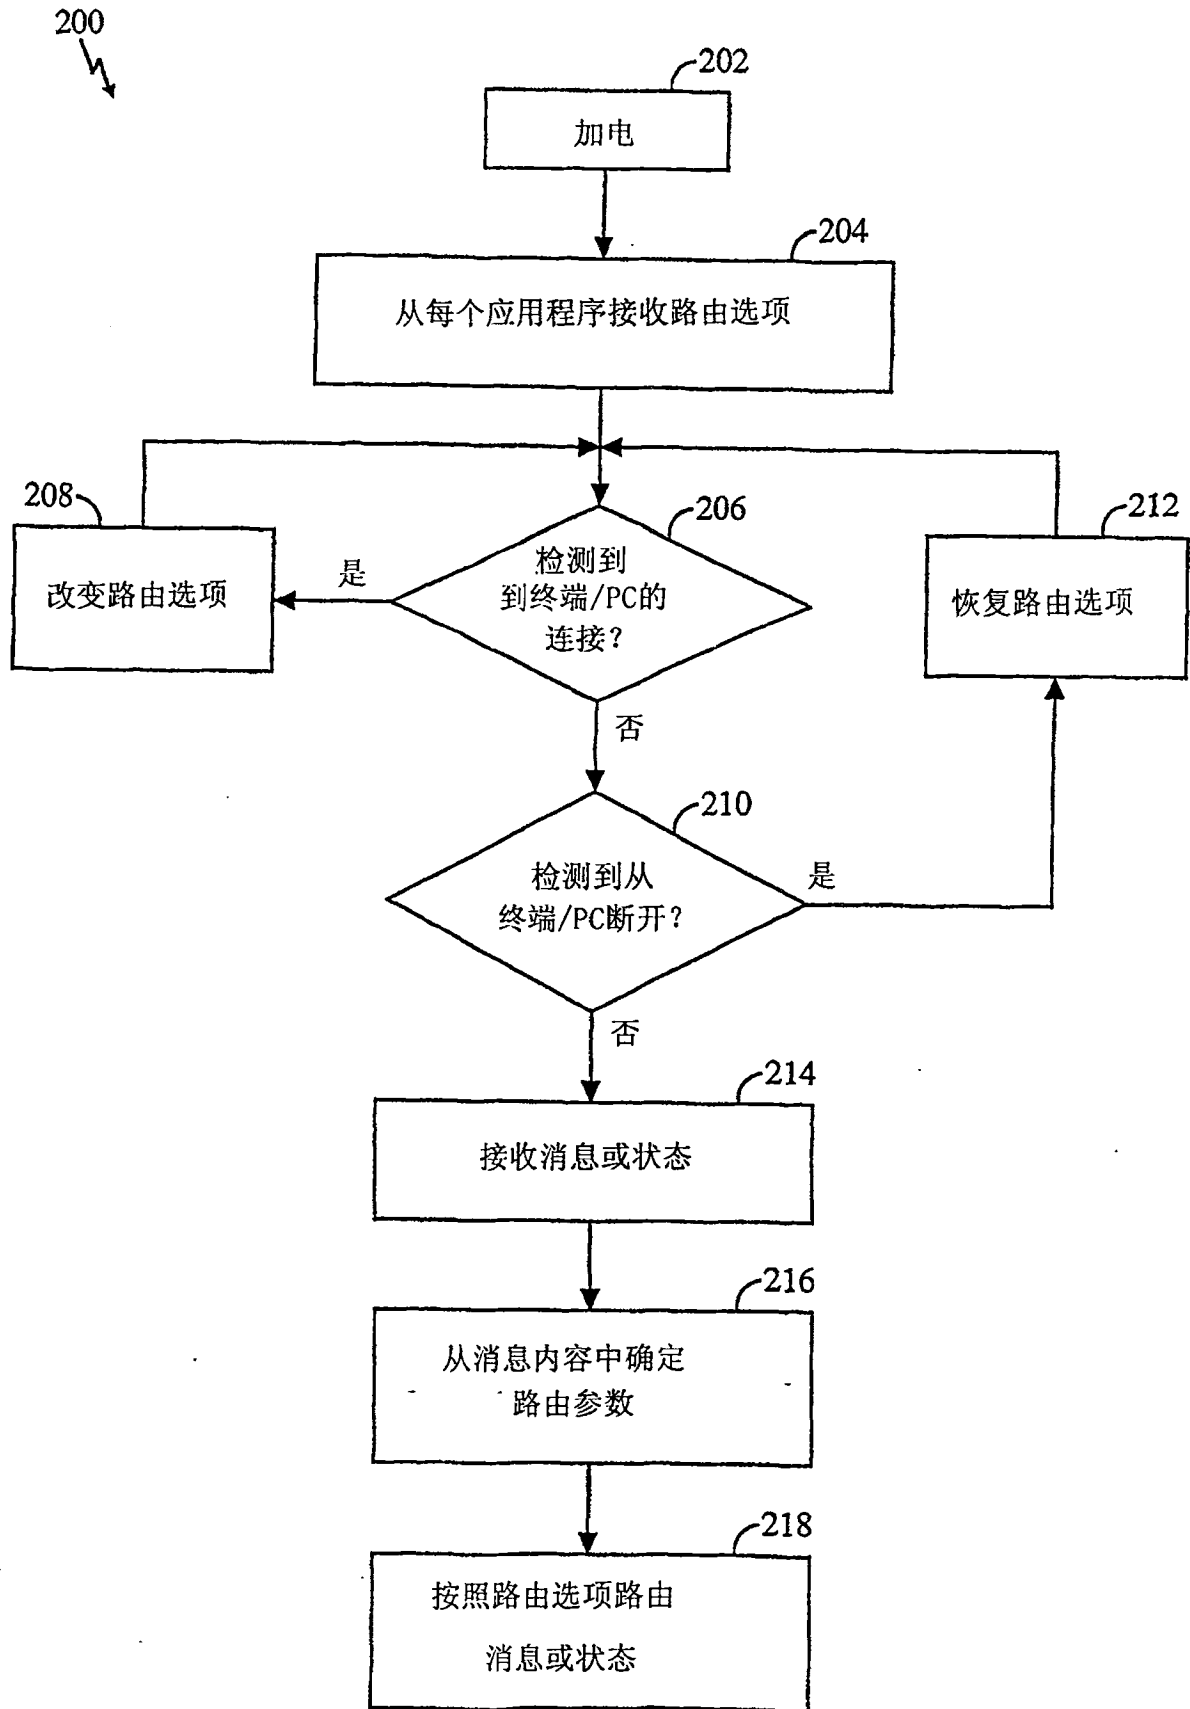 200
202
加电
204
从每个应用程序接收路由选项
208
改变路由选项
是
206
检测到
到终端/PC的
连接？
212
恢复路由选项
否
210
检测到从
终端/PC断开？
是
否
214
接收消息或状态
216
从消息内容中确定
路由参数
218
按照路由选项路由
消息或状态